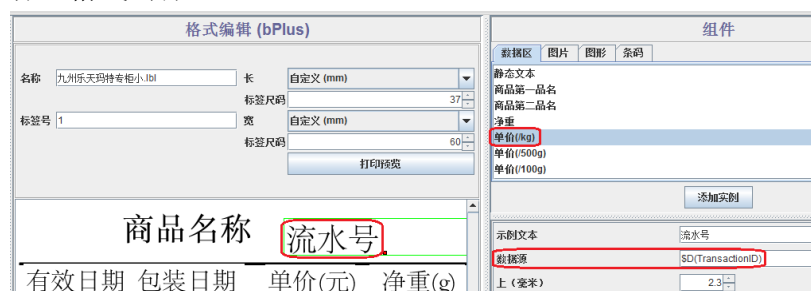 格式编辑 (bPlus)
名称 九州乐天玛特专柜小.lbl 长 自定义 (mm)
标签尺码 37
标签号 1 宽 自定义 (mm)
标签尺码 60
打印预览
商品名称 流水号
有效日期 包装日期 单价(元) 净重(g)
组件
数据区 图片 图形 条码
静态文本
商品第一品名
商品第二品名
净重
单价(/kg)
单价(/500g)
单价(/100g)
添加实例
示例文本 流水号
数据源 $D(TransactionID)
上 (毫米) 2.3